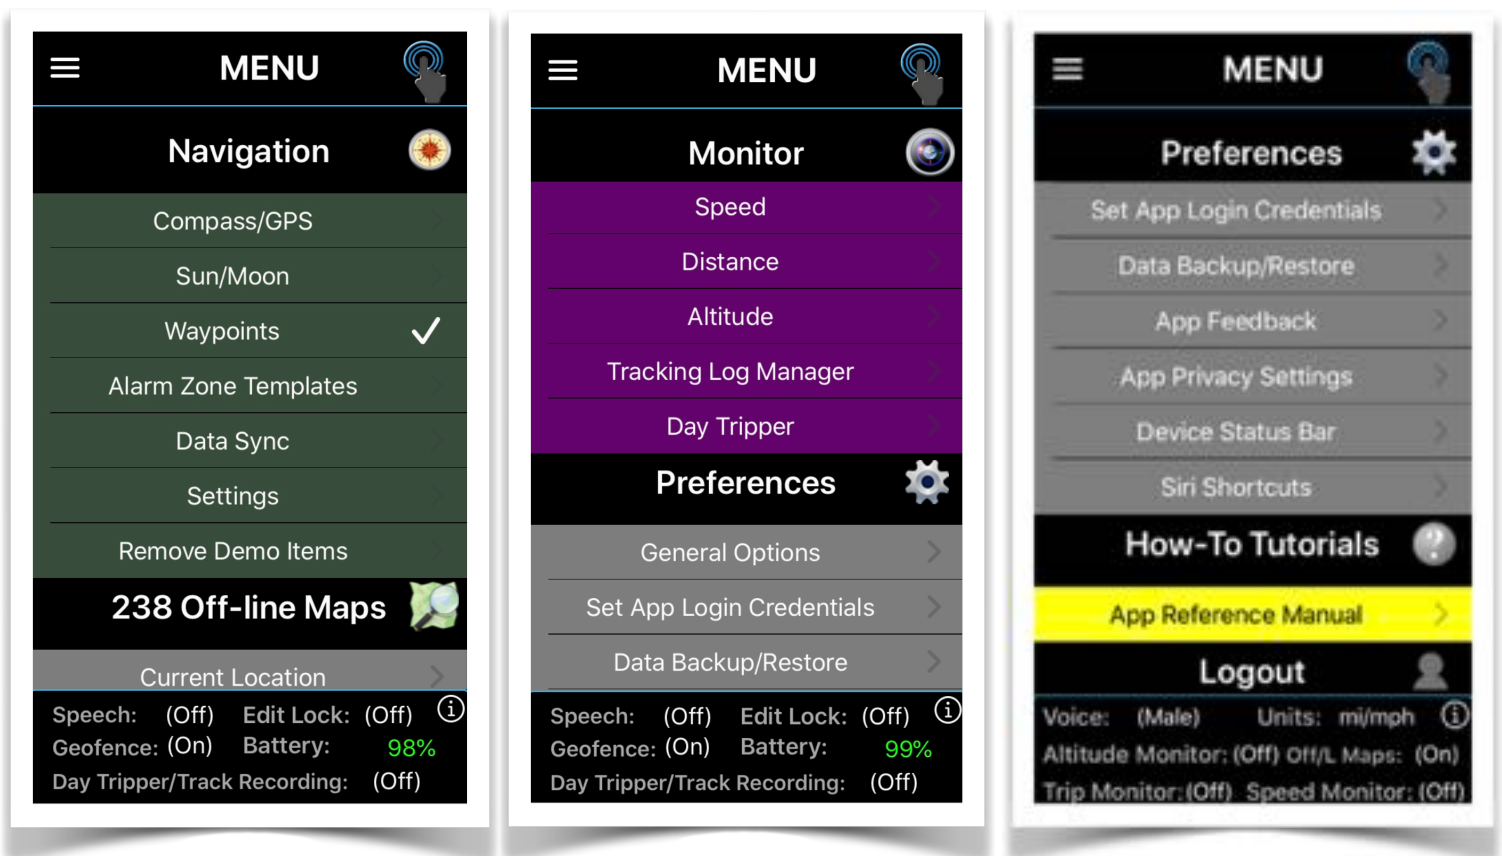 MENU
Navigation
Compass/GPS
Sun/Moon
Waypoints
Alarm Zone Templates
Data Sync
Settings
Remove Demo Items
238 Off-line Maps
Current Location
Speech: (Off) Edit Lock: (Off)
Geofence: (On) Battery: 98%
Day Tripper/Track Recording: (Off)
MENU
Monitor
Speed
Distance
Altitude
Tracking Log Manager
Day Tripper
Preferences
General Options
Set App Login Credentials
Data Backup/Restore
Speech: (Off) Edit Lock: (Off)
Geofence: (On) Battery: 99%
Day Tripper/Track Recording: (Off)
MENU
Preferences
Set App Login Credentials
Data Backup/Restore
App Feedback
App Privacy Settings
Device Status Bar
Siri Shortcuts
How-To Tutorials
App Reference Manual
Logout
Voice: (Male) Units: mi/mph
Altitude Monitor: (Off) Off/L Maps: (On)
Trip Monitor: (Off) Speed Monitor: (Off)